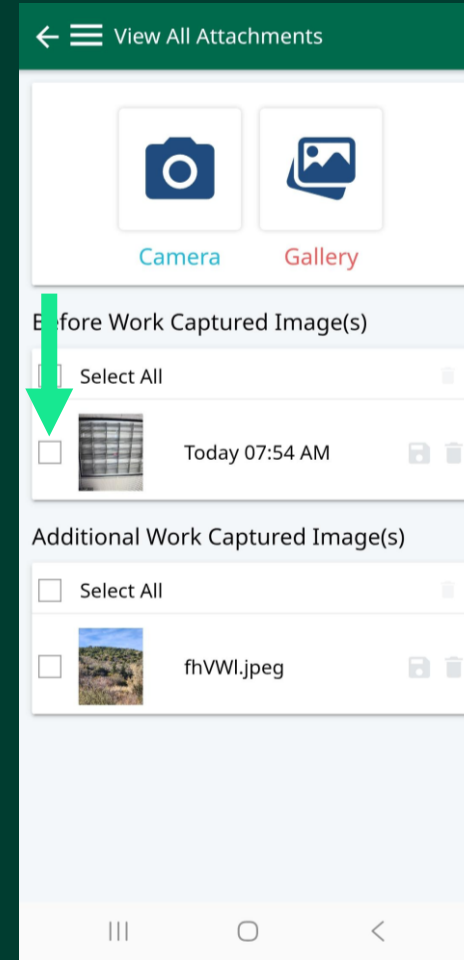 View All Attachments
Camera
Gallery
Before Work Captured Image(s)
Select All
Today 07:54 AM
Additional Work Captured Image(s)
Select All
fhVWl.jpeg